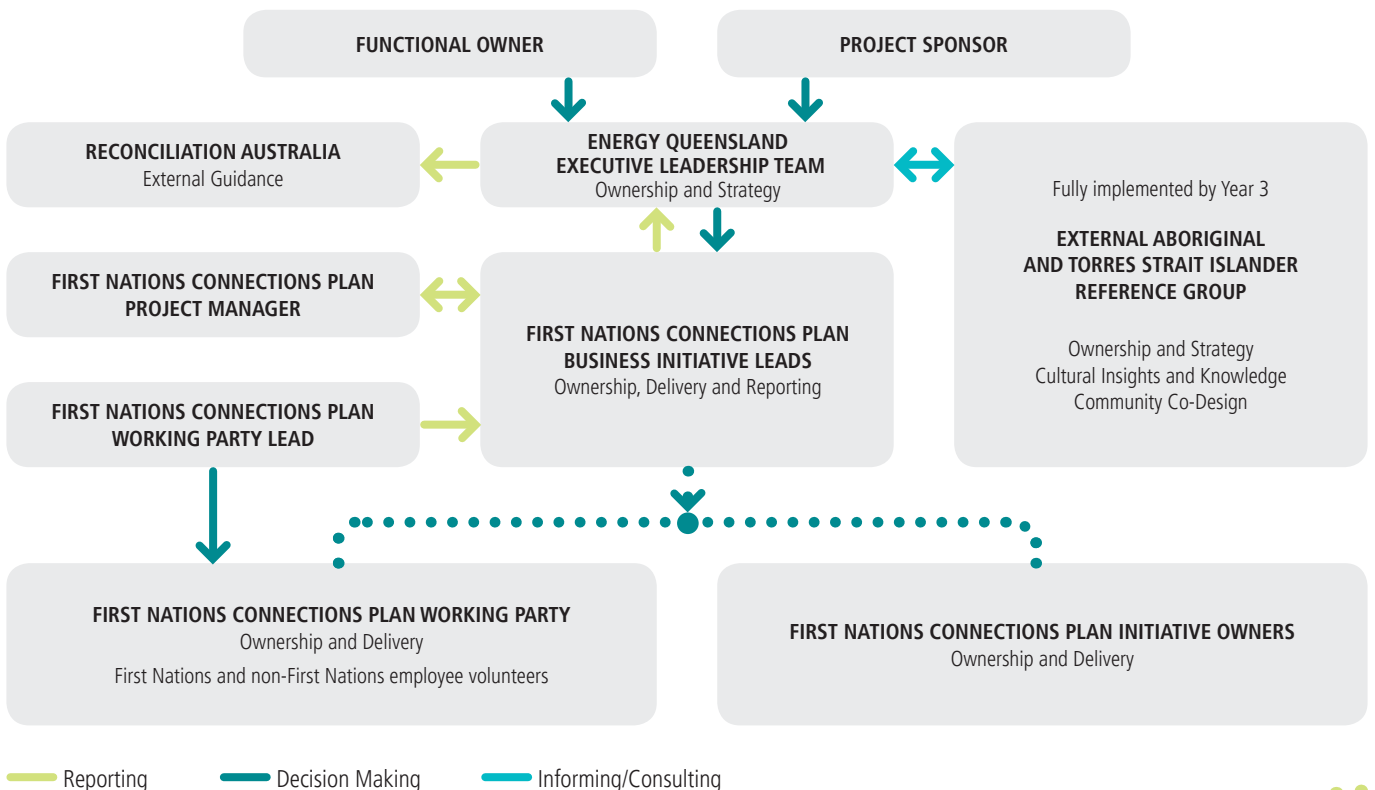 FUNCTIONAL OWNER
PROJECT SPONSOR
RECONCILIATION AUSTRALIA
External Guidance
ENERGY QUEENSLAND
EXECUTIVE LEADERSHIP TEAM
Ownership and Strategy
Fully implemented by Year 3
EXTERNAL ABORIGINAL
AND TORRES STRAIT ISLANDER
REFERENCE GROUP
Ownership and Strategy
Cultural Insights and Knowledge
Community Co-Design
FIRST NATIONS CONNECTIONS PLAN
PROJECT MANAGER
FIRST NATIONS CONNECTIONS PLAN
BUSINESS INITIATIVE LEADS
Ownership, Delivery and Reporting
FIRST NATIONS CONNECTIONS PLAN
WORKING PARTY LEAD
FIRST NATIONS CONNECTIONS PLAN WORKING PARTY
Ownership and Delivery
First Nations and non-First Nations employee volunteers
FIRST NATIONS CONNECTIONS PLAN INITIATIVE OWNERS
Ownership and Delivery
Reporting
Decision Making
Informing/Consulting